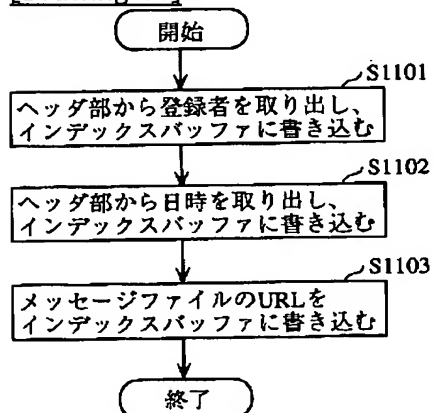 開始
S1101
ヘッダ部から登録者を取り出し、
インデックスバッファに書き込む
S1102
ヘッダ部から日時を取り出し、
インデックスバッファに書き込む
S1103
メッセージファイルのURLを
インデックスバッファに書き込む
終了